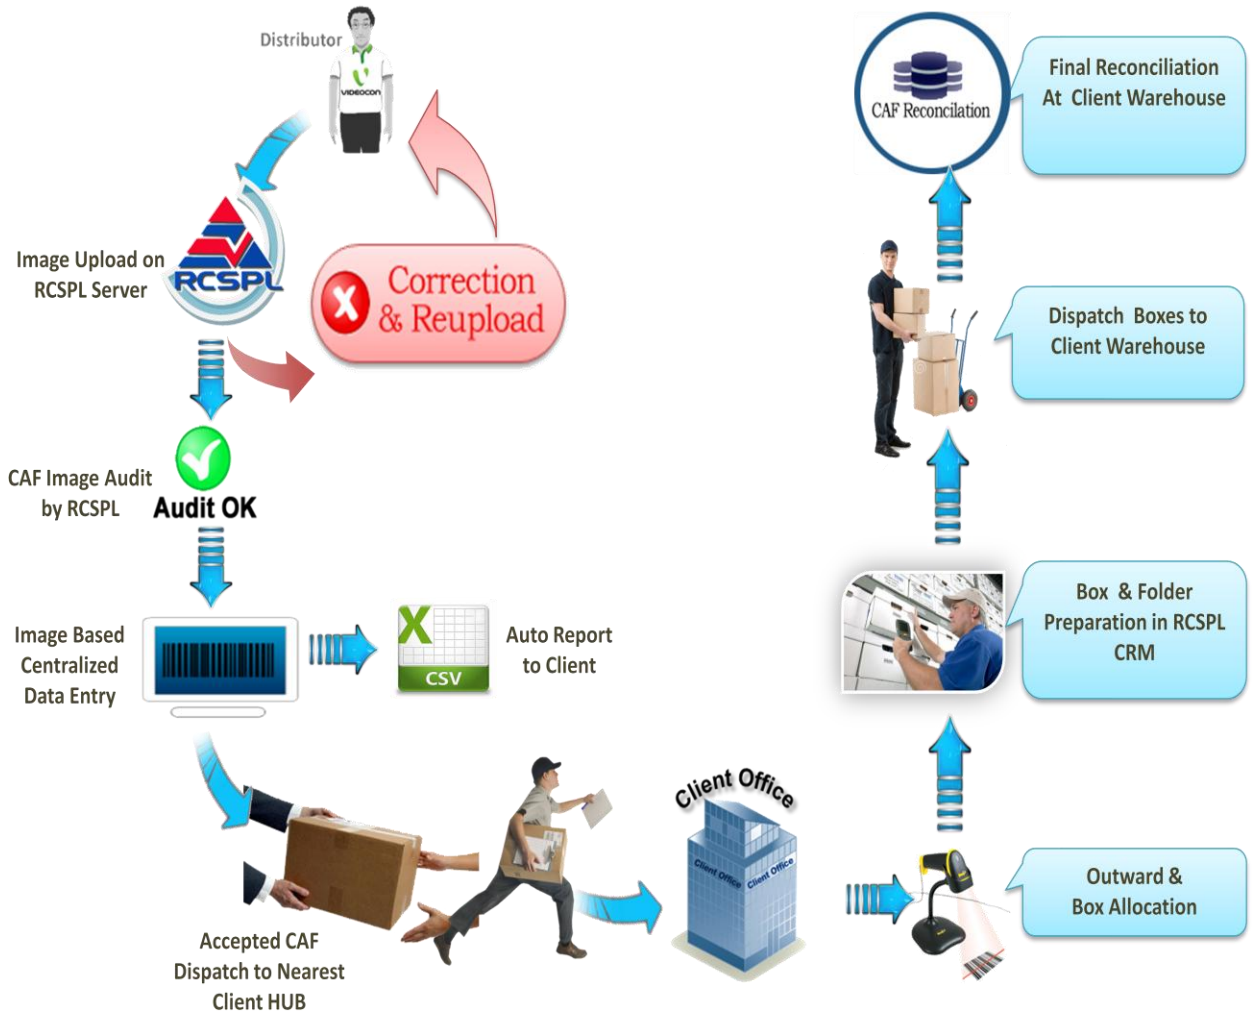 Distributor
VIDEOCON
Image Upload on
RCSPL Server
RCSPL
Correction
& Reupload
X
CAF Image Audit
by RCSPL
Audit OK
Image Based
Centralized
Data Entry
X
CSV
Auto Report
to Client
Accepted CAF
Dispatch to Nearest
Client HUB
Client Office
Client Office
Client Office
Outward &
Box Allocation
Box & Folder
Preparation in RCSPL
CRM
Dispatch Boxes to
Client Warehouse
CAF Reconcilation
Final Reconciliation
At Client Warehouse